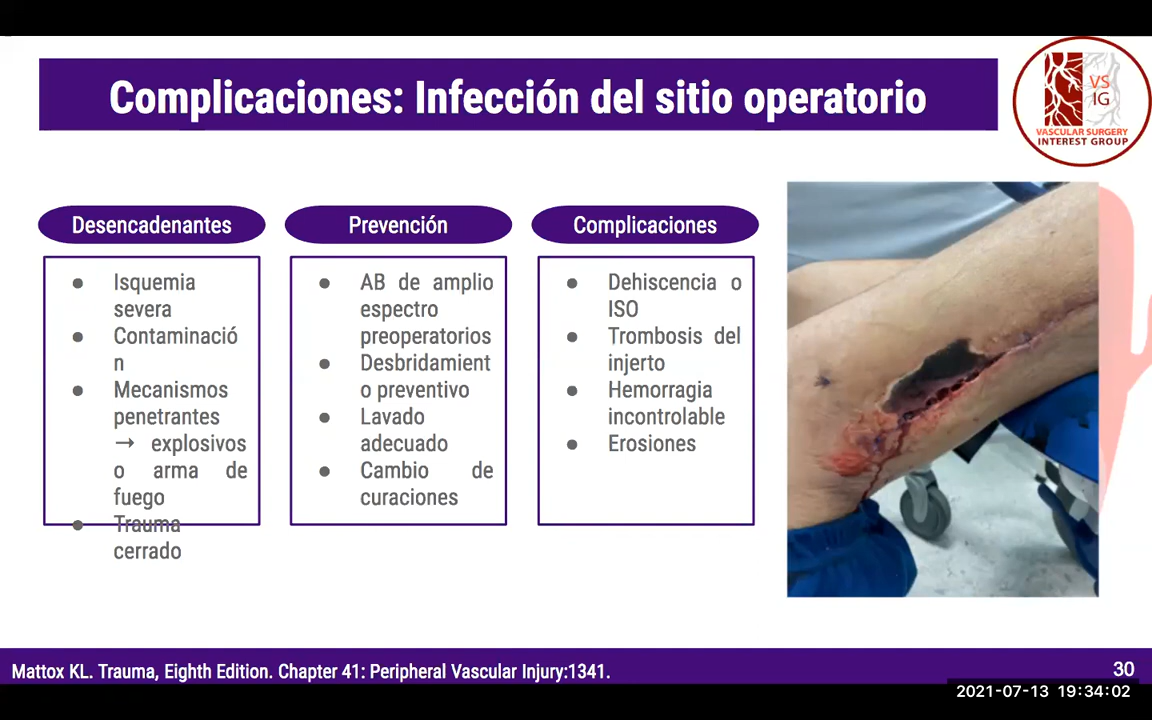 Complicaciones: Infección del sitio operatorio
VS
IG
VASCULAR SURGERY
INTEREST GROUP
Desencadenantes
● Isquemia
severa
● Contaminació
n
● Mecanismos
penetrantes
→ explosivos
o arma de
fuego
● Trauma
cerrado
Prevención
● AB de amplio
espectro
preoperatorios
● Desbridamient
o preventivo
● Lavado
adecuado
● Cambio de
curaciones
Complicaciones
● Dehiscencia o
ISO
● Trombosis del
injerto
● Hemorragia
incontrolable
● Erosiones
Mattox KL. Trauma, Eighth Edition. Chapter 41: Peripheral Vascular Injury:1341.
30
2021-07-13 19:34:02